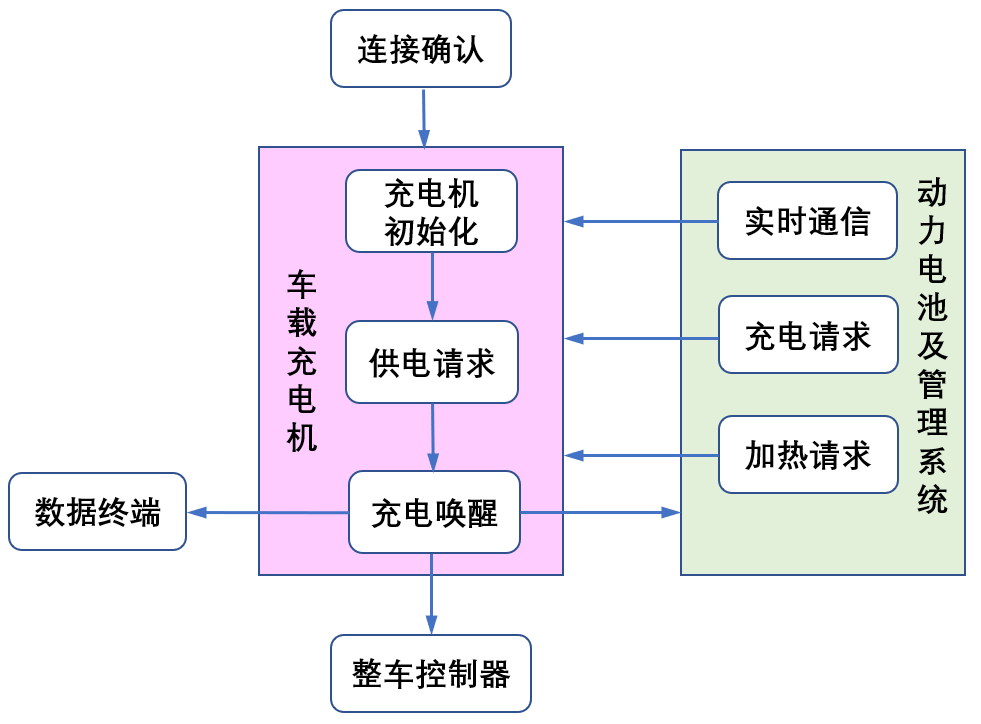 连接确认
充电机
初始化
车载充电机
供电请求
充电唤醒
数据终端
整车控制器
实时通信
充电请求
加热请求
动力电池及管理系统